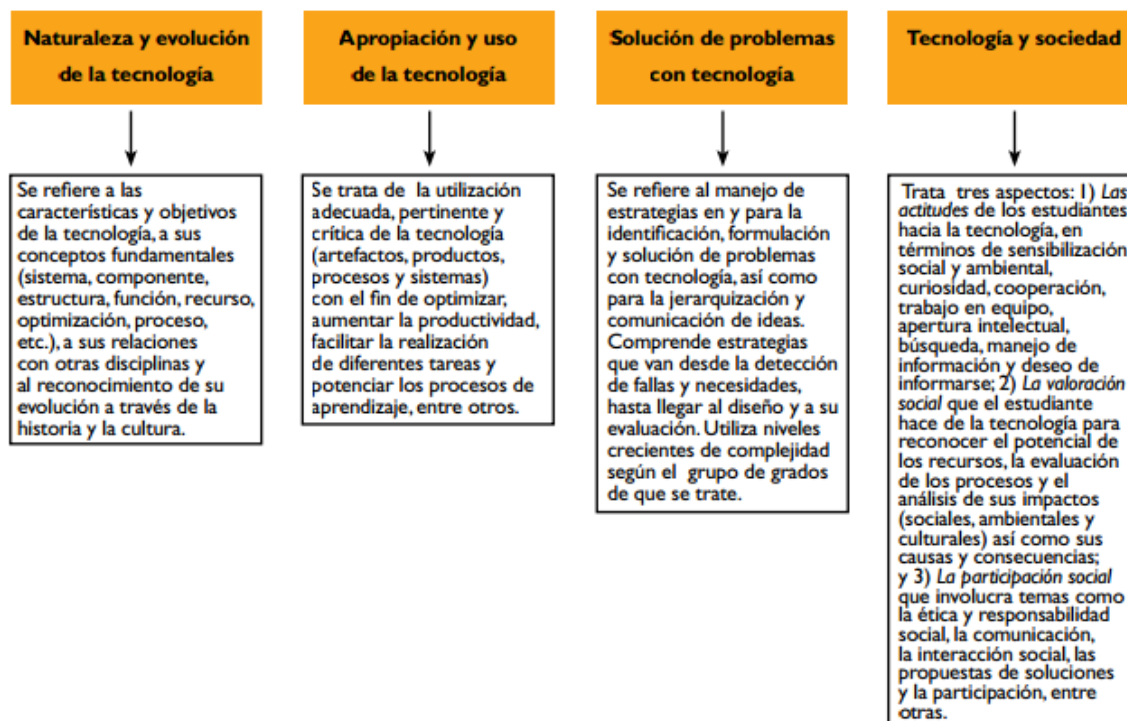 Naturaleza y evolución
de la tecnología
Se refiere a las
características y objetivos
de la tecnología, a sus
conceptos fundamentales
(sistema, componente,
estructura, función, recurso,
optimización, proceso,
etc.), a sus relaciones
con otras disciplinas y
al reconocimiento de su
evolución a través de la
historia y la cultura.
Apropiación y uso
de la tecnología
Se trata de la utilización
adecuada, pertinente y
crítica de la tecnología
(artefactos, productos,
procesos y sistemas)
con el fin de optimizar,
aumentar la productividad,
facilitar la realización
de diferentes tareas y
potenciar los procesos de
aprendizaje, entre otros.
Solución de problemas
con tecnología
Se refiere al manejo de
estrategias en y para la
identificación, formulación
y solución de problemas
con tecnología, así como
para la jerarquización y
comunicación de ideas.
Comprende estrategias
que van desde la detección
de fallas y necesidades,
hasta llegar al diseño y a su
evaluación. Utiliza niveles
crecientes de complejidad
según el grupo de grados
de que se trate.
Tecnología y sociedad
Trata tres aspectos: 1) Las
actitudes de los estudiantes
hacia la tecnología, en
términos de sensibilización
social y ambiental,
curiosidad, cooperación,
trabajo en equipo,
apertura intelectual,
búsqueda, manejo de
información y deseo de
informarse; 2) La valoración
social que el estudiante
hace de la tecnología para
reconocer el potencial de
los recursos, la evaluación
de los procesos y el
análisis de sus impactos
(sociales, ambientales y
culturales) así como sus
causas y consecuencias;
y 3) La participación social
que involucra temas como
la ética y responsabilidad
social, la comunicación,
la interacción social, las
propuestas de soluciones
y la participación, entre
otras.